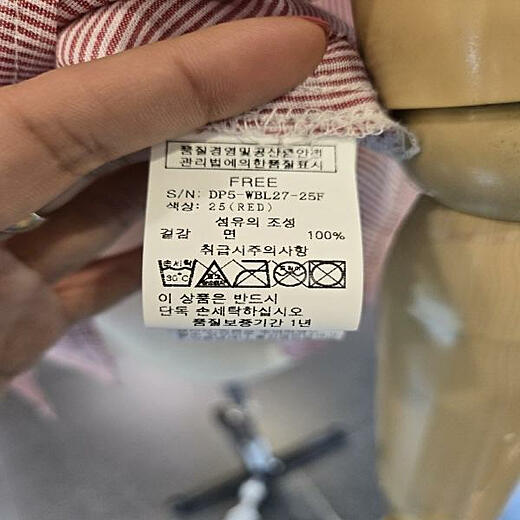 품질경영및공산품안전
관리법에의한품질표시
FREE
S/N: DP5-WBL27-25F
색상: 25(RED)
섬유의 조성
겉감 면 100%
취급시주의사항
손세탁
30°C
이 상품은 반드시
단독 손세탁하십시오
품질보증기간 1년